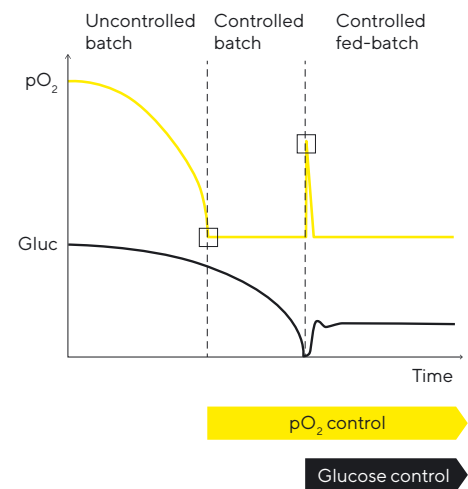 Uncontrolled
batch
Controlled
batch
Controlled
fed-batch
pO₂
Gluc
Time
pO₂ control
Glucose control